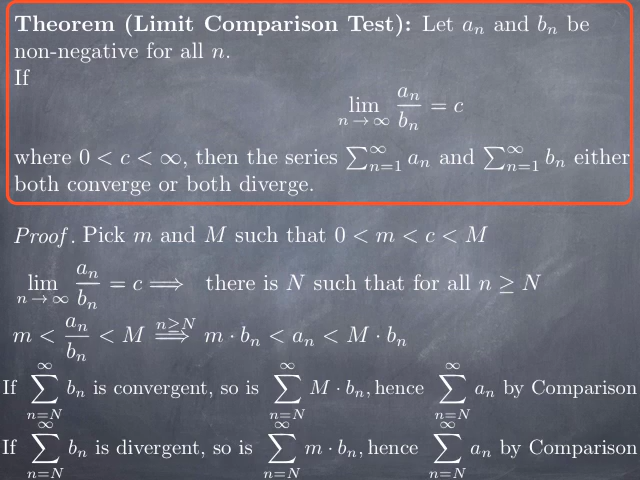 Theorem (Limit Comparison Test): Let aₙ and bₙ be
non-negative for all n.
If
lim_{n→∞} aₙ/bₙ = c
where 0 < c < ∞, then the series ∑_{n=1}^{∞} aₙ and ∑_{n=1}^{∞} bₙ either
both converge or both diverge.
Proof. Pick m and M such that 0 < m < c < M
lim_{n→∞} aₙ/bₙ = c ⟹ there is N such that for all n ≥ N
m < aₙ/bₙ < M ⟹^{n≥N} m · bₙ < aₙ < M · bₙ
If ∑_{n=N}^{∞} bₙ is convergent, so is ∑_{n=N}^{∞} M · bₙ, hence ∑_{n=N}^{∞} aₙ by Comparison
If ∑_{n=N}^{∞} bₙ is divergent, so is ∑_{n=N}^{∞} m · bₙ, hence ∑_{n=N}^{∞} aₙ by Comparison